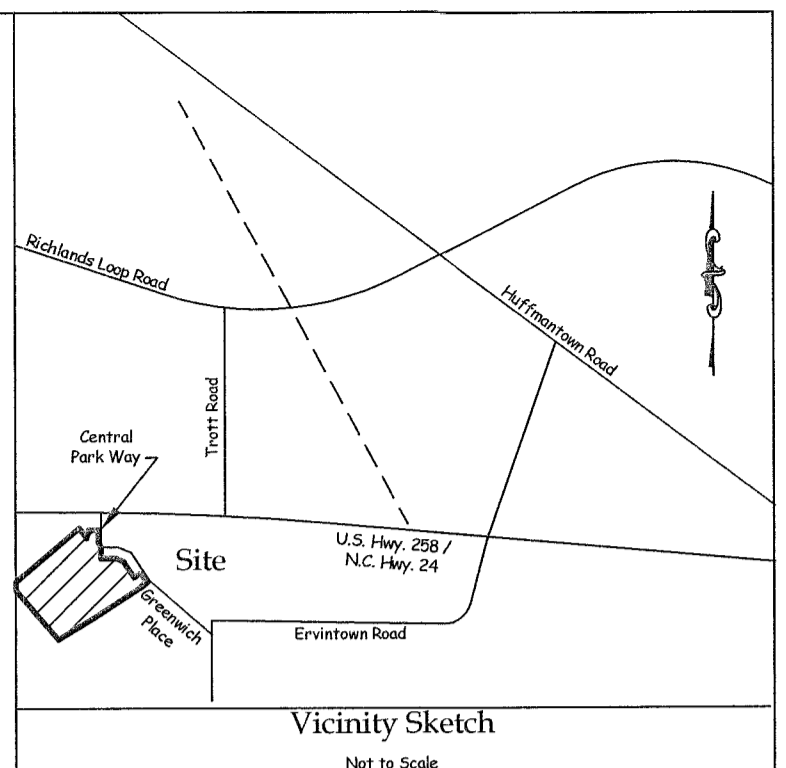 Richlands Loop Road
Huffmantown Road
Trott Road
Central
Park Way
U.S. Hwy. 258 /
N.C. Hwy. 24
Site
Greenwich
Place
Ervintown Road
Vicinity Sketch
Not to Scale